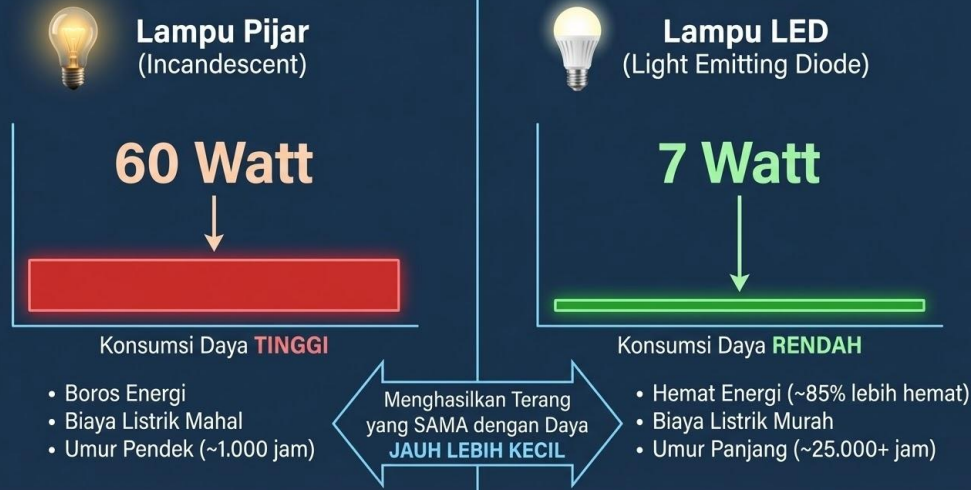 Lampu Pijar
(Incandescent)
60 Watt
Konsumsi Daya TINGGI
• Boros Energi
• Biaya Listrik Mahal
• Umur Pendek (~1.000 jam)
Menghasilkan Terang
yang SAMA dengan Daya
JAUH LEBIH KECIL
Lampu LED
(Light Emitting Diode)
7 Watt
Konsumsi Daya RENDAH
• Hemat Energi (~85% lebih hemat)
• Biaya Listrik Murah
• Umur Panjang (~25.000+ jam)